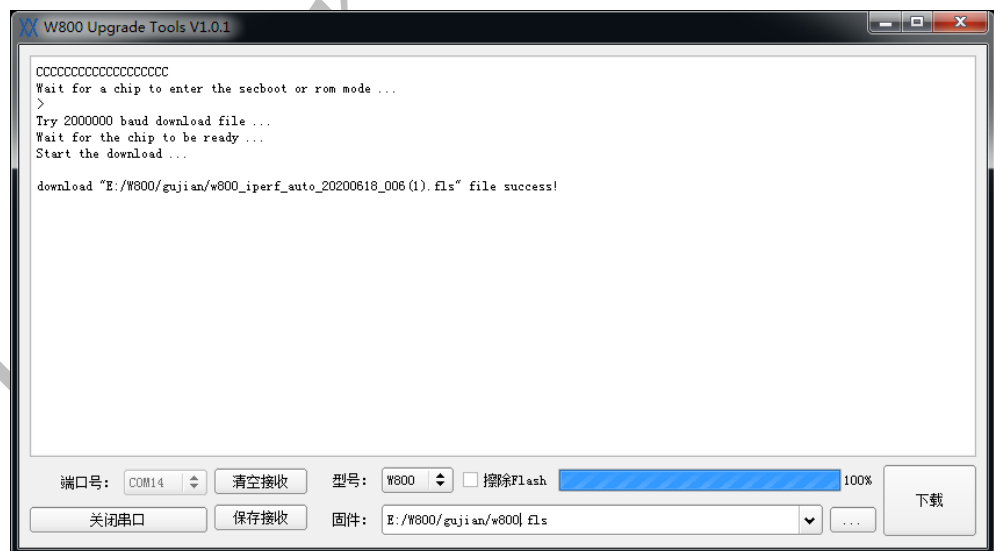 W800 Upgrade Tools V1.0.1
CCCCCCCCCCCCCCCCCCC
Wait for a chip to enter the secboot or rom mode ...
>
Try 2000000 baud download file ...
Wait for the chip to be ready ...
Start the download ...
download "E:/W800/gujian/w800_iperf_auto_20200618_006(1).fls" file success!
端口号: COM14 清空接收 型号: W800 擦除Flash 100%
下载
关闭串口 保存接收 固件: E:/W800/gujian/w800.fls ...